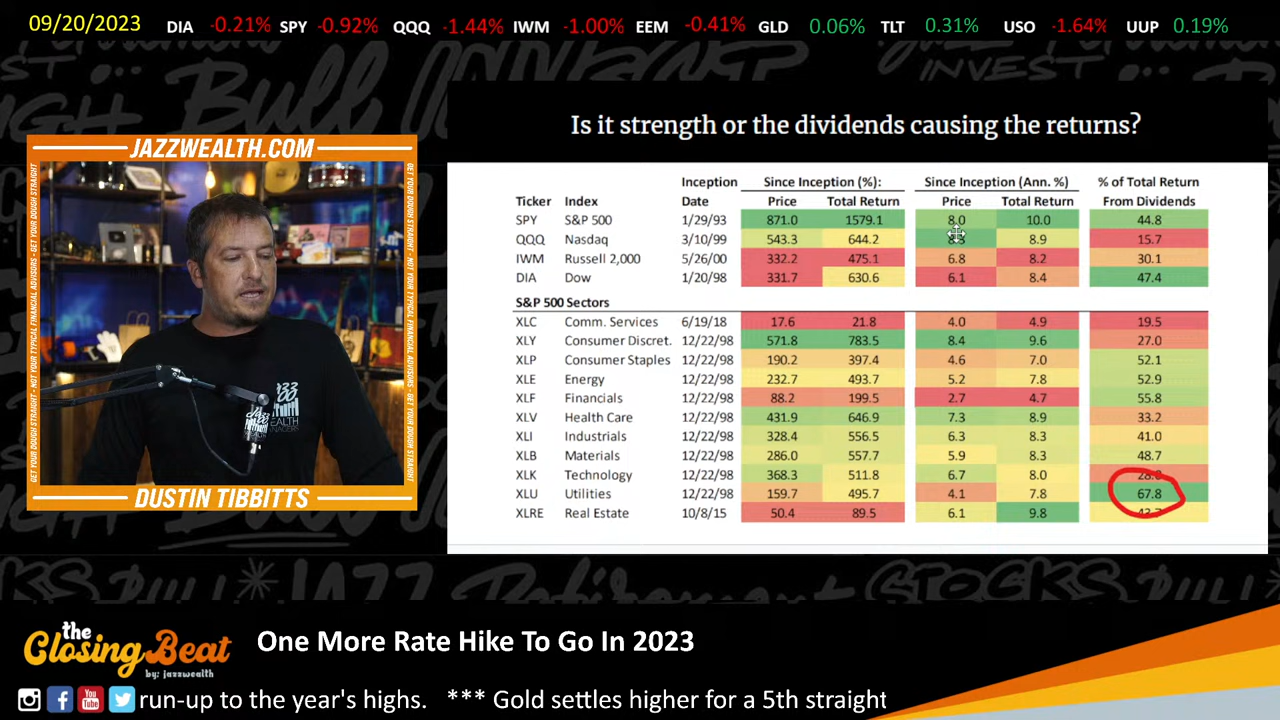 09/20/2023 DIA -0.21% SPY -0.92% QQQ -1.44% IWM -1.00% EEM -0.41% GLD 0.06% TLT 0.31% USO -1.64% UUP 0.19%
JAZZWEALTH.COM
GET YOUR DOUGH STRAIGHT - NOT YOUR TYPICAL FINANCIAL ADVISORS - GET YOUR DOUGH STRAIGHT
DUSTIN TIBBITTS
Is it strength or the dividends causing the returns?
Inception Since Inception (%): Since Inception (Ann. %) % of Total Return
Ticker Index Date Price Total Return Price Total Return From Dividends
SPY S&P 500 1/29/93 871.0 1579.1 8.0 10.0 44.8
QQQ Nasdaq 3/10/99 543.3 644.2 8.3 8.9 15.7
IWM Russell 2,000 5/26/00 332.2 475.1 6.8 8.2 30.1
DIA Dow 1/20/98 331.7 630.6 6.1 8.4 47.4
S&P 500 Sectors
XLC Comm. Services 6/19/18 17.6 21.8 4.0 4.9 19.5
XLY Consumer Discret. 12/22/98 571.8 783.5 8.4 9.6 27.0
XLP Consumer Staples 12/22/98 190.2 397.4 4.6 7.0 52.1
XLE Energy 12/22/98 232.7 493.7 5.2 7.8 52.9
XLF Financials 12/22/98 88.2 199.5 2.7 4.7 55.8
XLV Health Care 12/22/98 431.9 646.9 7.3 8.9 33.2
XLI Industrials 12/22/98 328.4 556.5 6.3 8.3 41.0
XLB Materials 12/22/98 286.0 557.7 5.9 8.3 48.7
XLK Technology 12/22/98 368.3 511.8 6.7 8.0
XLU Utilities 12/22/98 159.7 495.7 4.1 7.8 67.8
XLRE Real Estate 10/8/15 50.4 89.5 6.1 9.8
the
Closing Beat
by: jazzwealth
One More Rate Hike To Go In 2023
run-up to the year's highs. *** Gold settles higher for a 5th straight